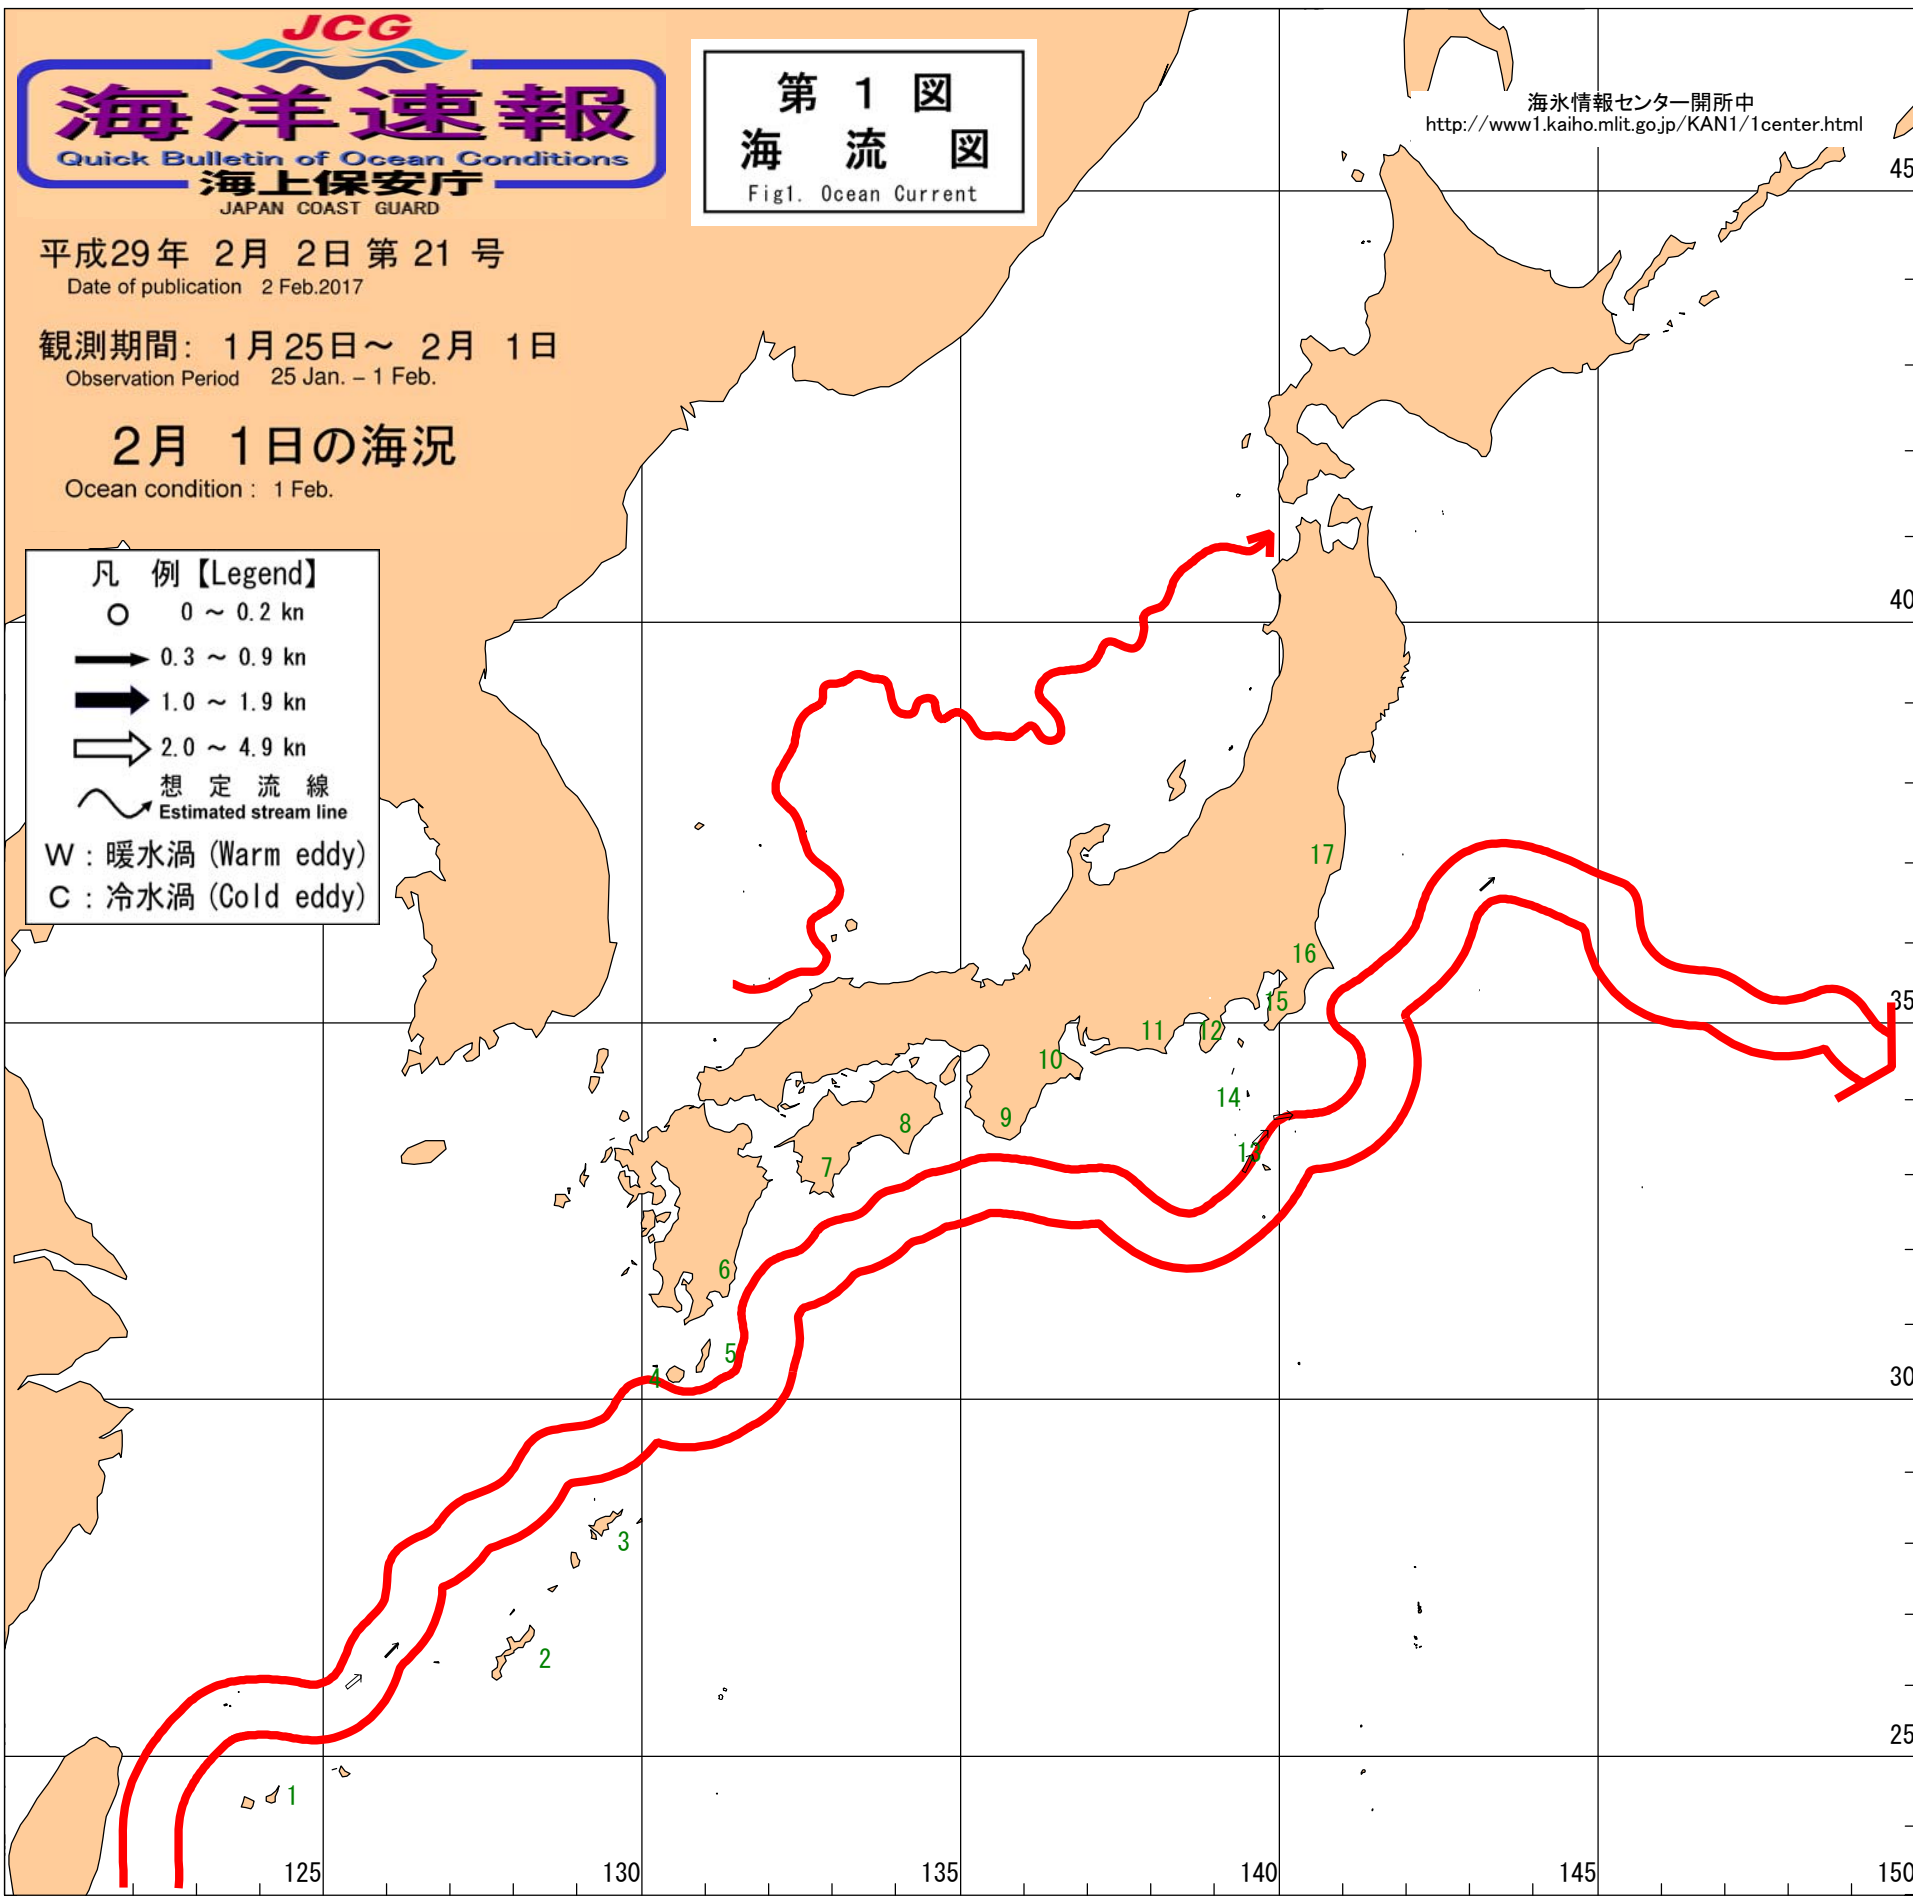 JCG
海洋速報
Quick Bulletin of Ocean Conditions
海上保安庁
JAPAN COAST GUARD
平成29年 2月 2日 第 21 号
Date of publication 2 Feb.2017
観測期間: 1月25日～ 2月 1日
Observation Period 25 Jan. – 1 Feb.
2月 1日の海況
Ocean condition : 1 Feb.
第 1 図
海 流 図
Fig1. Ocean Current
海氷情報センター開所中
http://www1.kaiho.mlit.go.jp/KAN1/1center.html
凡 例【Legend】
0 ～ 0.2 kn
0.3 ～ 0.9 kn
1.0 ～ 1.9 kn
2.0 ～ 4.9 kn
想 定 流 線
Estimated stream line
W : 暖水渦 (Warm eddy)
C : 冷水渦 (Cold eddy)
45
40
35
30
25
17
16
15
12
11
10
14
9
8
13
7
6
5
4
3
2
1
125
130
135
140
145
150